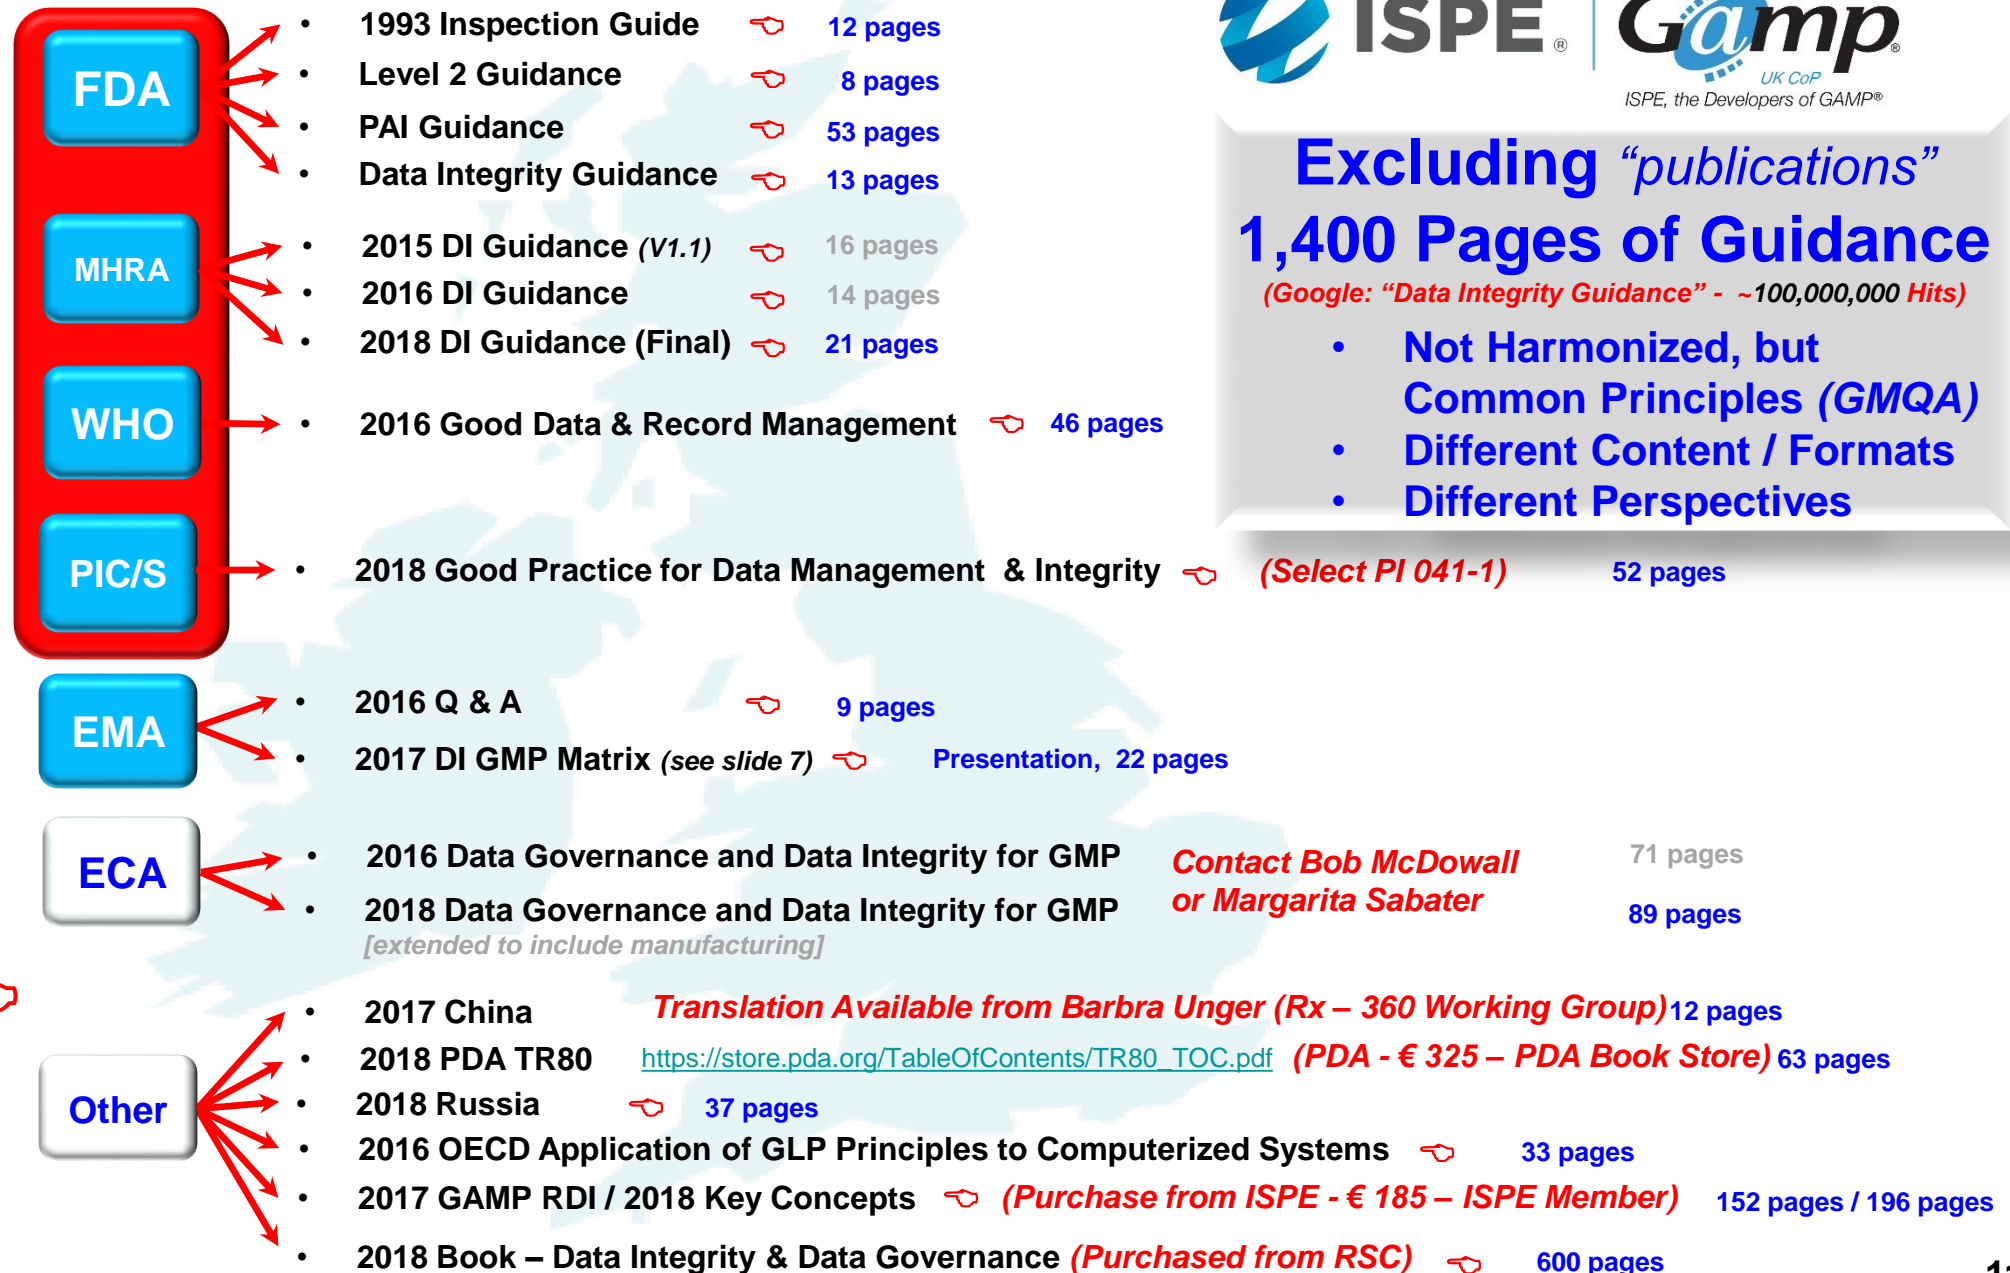 FDA
• 1993 Inspection Guide 12 pages
• Level 2 Guidance 8 pages
• PAI Guidance 53 pages
• Data Integrity Guidance 13 pages
MHRA
• 2015 DI Guidance (V1.1) 16 pages
• 2016 DI Guidance 14 pages
• 2018 DI Guidance (Final) 21 pages
WHO
• 2016 Good Data & Record Management 46 pages
PIC/S
• 2018 Good Practice for Data Management & Integrity (Select PI 041-1) 52 pages
EMA
• 2016 Q & A 9 pages
• 2017 DI GMP Matrix (see slide 7) Presentation, 22 pages
ECA
• 2016 Data Governance and Data Integrity for GMP 71 pages
• 2018 Data Governance and Data Integrity for GMP 89 pages
[extended to include manufacturing]
Contact Bob McDowall
or Margarita Sabater
Other
• 2017 China Translation Available from Barbra Unger (Rx – 360 Working Group) 12 pages
• 2018 PDA TR80 https://store.pda.org/TableOfContents/TR80_TOC.pdf (PDA - € 325 – PDA Book Store) 63 pages
• 2018 Russia 37 pages
• 2016 OECD Application of GLP Principles to Computerized Systems 33 pages
• 2017 GAMP RDI / 2018 Key Concepts (Purchase from ISPE - € 185 – ISPE Member) 152 pages / 196 pages
• 2018 Book – Data Integrity & Data Governance (Purchased from RSC) 600 pages
ISPE®
Gamp®
UK CoP
ISPE, the Developers of GAMP®
Excluding “publications”
1,400 Pages of Guidance
(Google: “Data Integrity Guidance” - ~100,000,000 Hits)
• Not Harmonized, but
Common Principles (GMQA)
• Different Content / Formats
• Different Perspectives